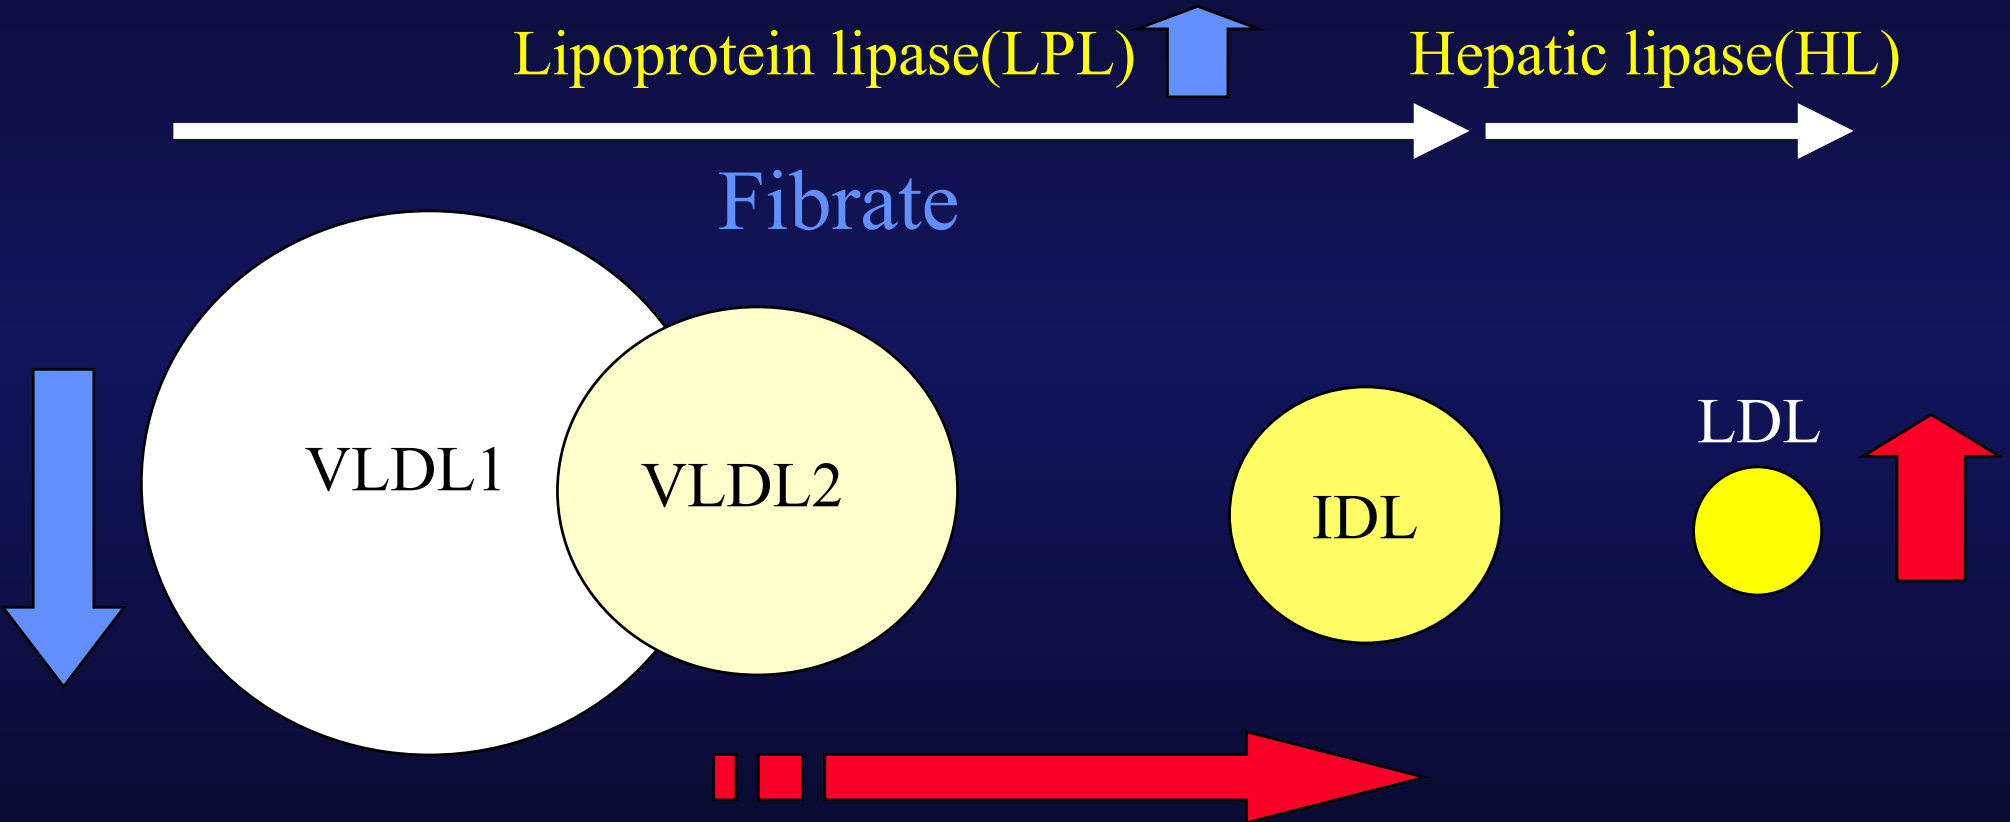 Lipoprotein lipase(LPL)
Hepatic lipase(HL)
Fibrate
VLDL1
VLDL2
IDL
LDL